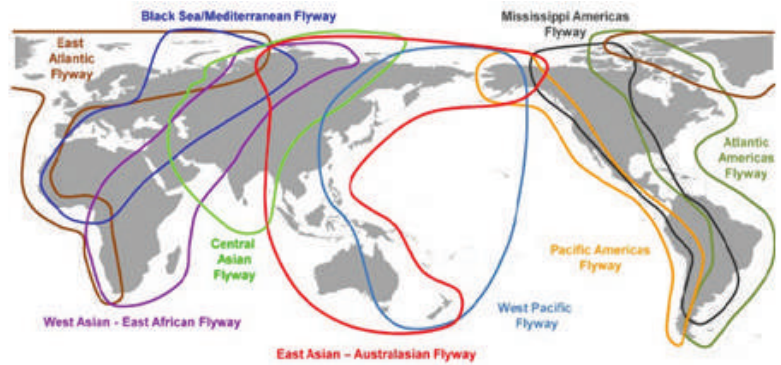 Black Sea/Mediterranean Flyway
Mississippi Americas
Flyway
East
Atlantic
Flyway
Atlantic
Americas
Flyway
Central
Asian
Flyway
Pacific Americas
Flyway
West Asian - East African Flyway
West Pacific
Flyway
East Asian – Australasian Flyway